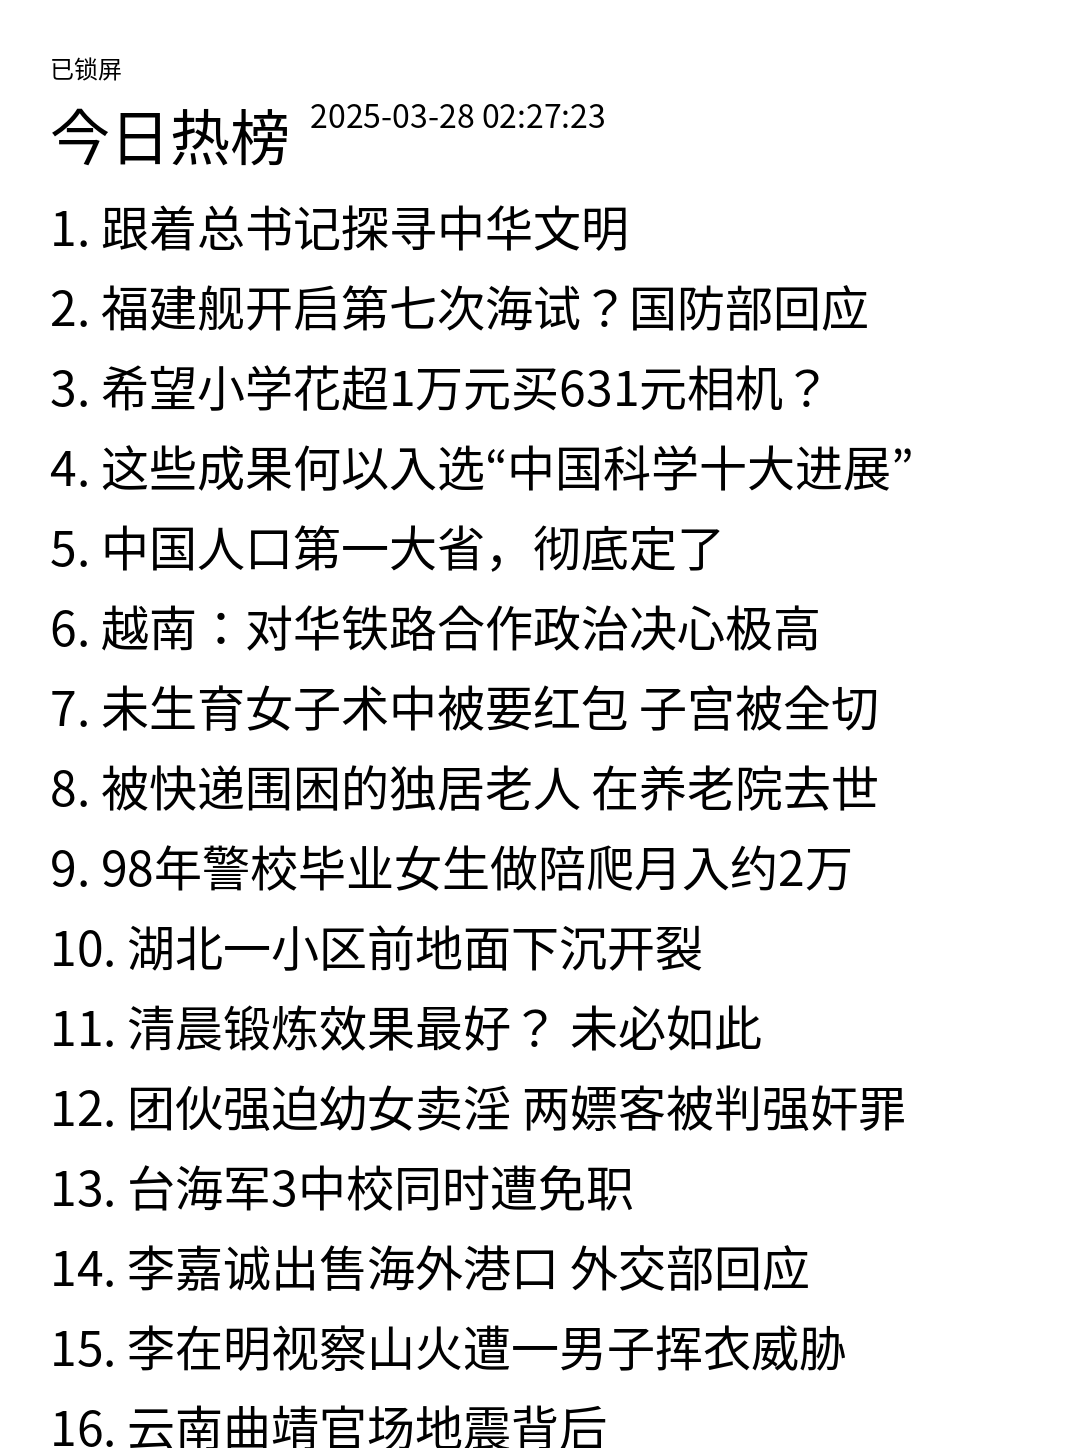 已锁屏
今日热榜 2025-03-28 02:27:23
1. 跟着总书记探寻中华文明
2. 福建舰开启第七次海试？国防部回应
3. 希望小学花超1万元买631元相机？
4. 这些成果何以入选“中国科学十大进展”
5. 中国人口第一大省，彻底定了
6. 越南：对华铁路合作政治决心极高
7. 未生育女子术中被要红包 子宫被全切
8. 被快递围困的独居老人 在养老院去世
9. 98年警校毕业女生做陪爬月入约2万
10. 湖北一小区前地面下沉开裂
11. 清晨锻炼效果最好？ 未必如此
12. 团伙强迫幼女卖淫 两嫖客被判强奸罪
13. 台海军3中校同时遭免职
14. 李嘉诚出售海外港口 外交部回应
15. 李在明视察山火遭一男子挥衣威胁
16. 云南曲靖官场地震背后